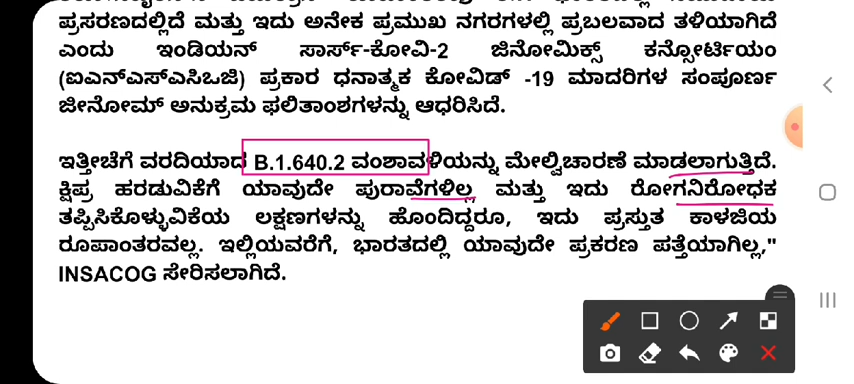 ಪ್ರಸರಣದಲ್ಲಿದೆ ಮತ್ತು ಇದು ಅನೇಕ ಪ್ರಮುಖ ನಗರಗಳಲ್ಲಿ ಪ್ರಬಲವಾದ ತಳಿಯಾಗಿದೆ
ಎಂದು ಇಂಡಿಯನ್ ಸಾರ್ಸ್-ಕೋವಿ-2 ಜಿನೋಮಿಕ್ಸ್ ಕನ್ಸೋರ್ಟಿಯಂ
(ಐಎನ್ಎಸ್ಎಸಿಒಜಿ) ಪ್ರಕಾರ ಧನಾತ್ಮಕ ಕೋವಿಡ್ -19 ಮಾದರಿಗಳ ಸಂಪೂರ್ಣ
ಜೀನೋಮ್ ಅನುಕ್ರಮ ಫಲಿತಾಂಶಗಳನ್ನು ಆಧರಿಸಿದೆ.
ಇತ್ತೀಚೆಗೆ ವರದಿಯಾದ B.1.640.2 ವಂಶಾವಳಿಯನ್ನು ಮೇಲ್ವಿಚಾರಣೆ ಮಾಡಲಾಗುತ್ತಿದೆ.
ಕ್ಷಿಪ್ರ ಹರಡುವಿಕೆಗೆ ಯಾವುದೇ ಪುರಾವೆಗಳಿಲ್ಲ ಮತ್ತು ಇದು ರೋಗನಿರೋಧಕ
ತಪ್ಪಿಸಿಕೊಳ್ಳುವಿಕೆಯ ಲಕ್ಷಣಗಳನ್ನು ಹೊಂದಿದ್ದರೂ, ಇದು ಪ್ರಸ್ತುತ ಕಾಳಜಿಯ
ರೂಪಾಂತರವಲ್ಲ. ಇಲ್ಲಿಯವರೆಗೆ, ಭಾರತದಲ್ಲಿ ಯಾವುದೇ ಪ್ರಕರಣ ಪತ್ತೆಯಾಗಿಲ್ಲ,"
INSACOG ಸೇರಿಸಲಾಗಿದೆ.